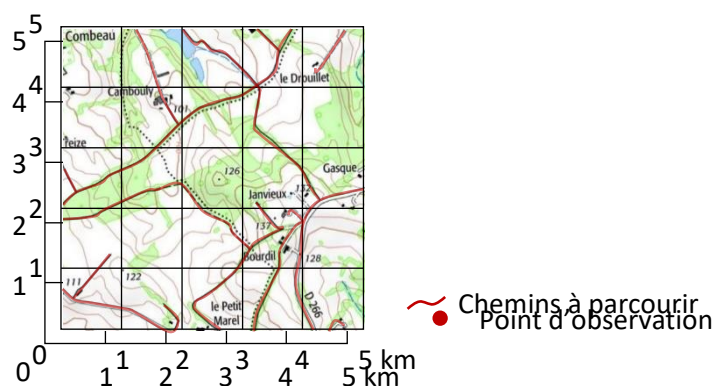 5
5
Combeau
le Drouillet
4
4
Cambouly
101
3
3
reize
126
Gasque
Janvieux
132
2
2
137
Bourdil
128
1
1
111
122
le Petit
Marel
D 266
0
0
1
1
2
2
3
3
4
4
5 km
5 km
Chemins à parcourir
Point d'observation